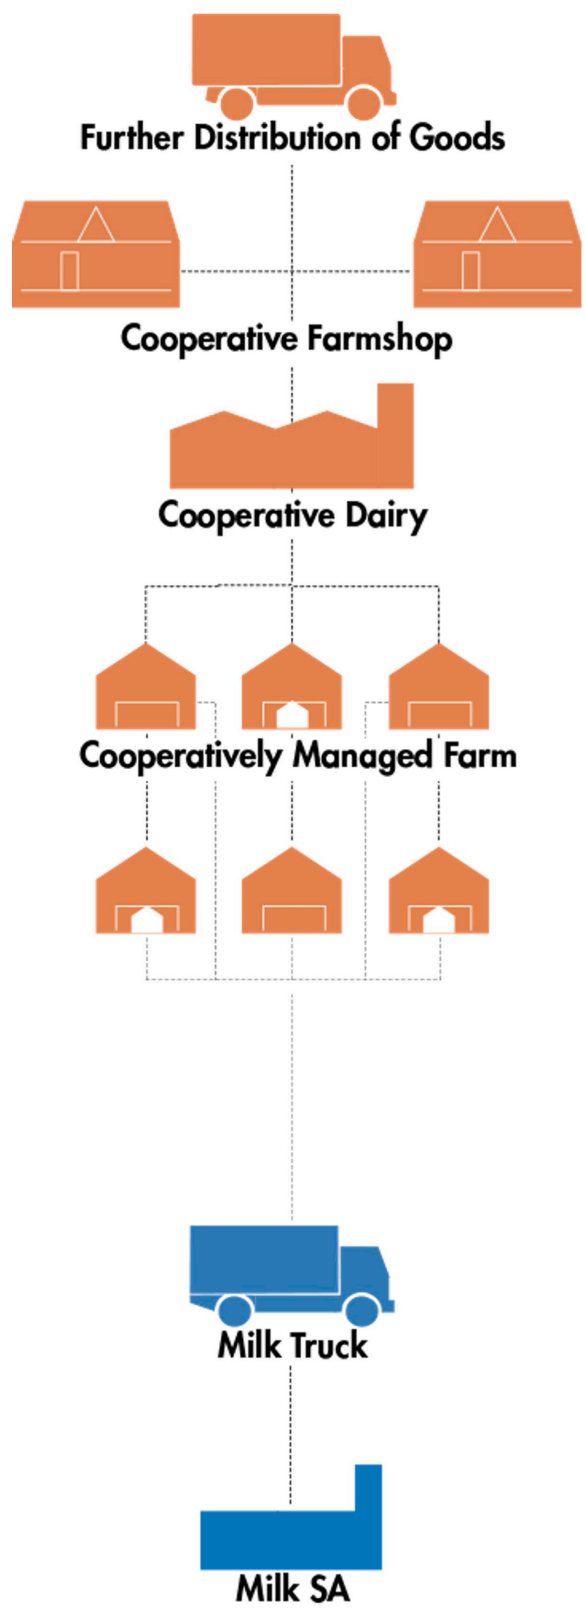 Further Distribution of Goods
Cooperative Farmshop
Cooperative Dairy
Cooperatively Managed Farm
Milk Truck
Milk SA